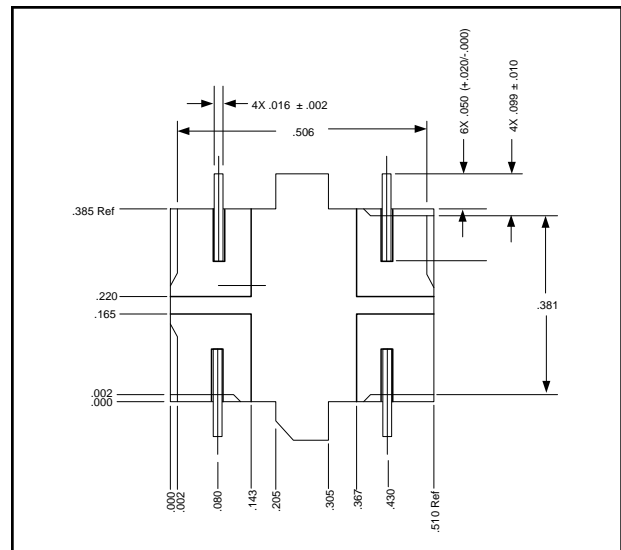 6X .050 (+.020/-.000)
4X .099 ± .010
4X .016 ± .002
.506
.385 Ref
.220
.165
.381
.002
.000
.000
.002
.080
.143
.205
.305
.367
.430
.510 Ref